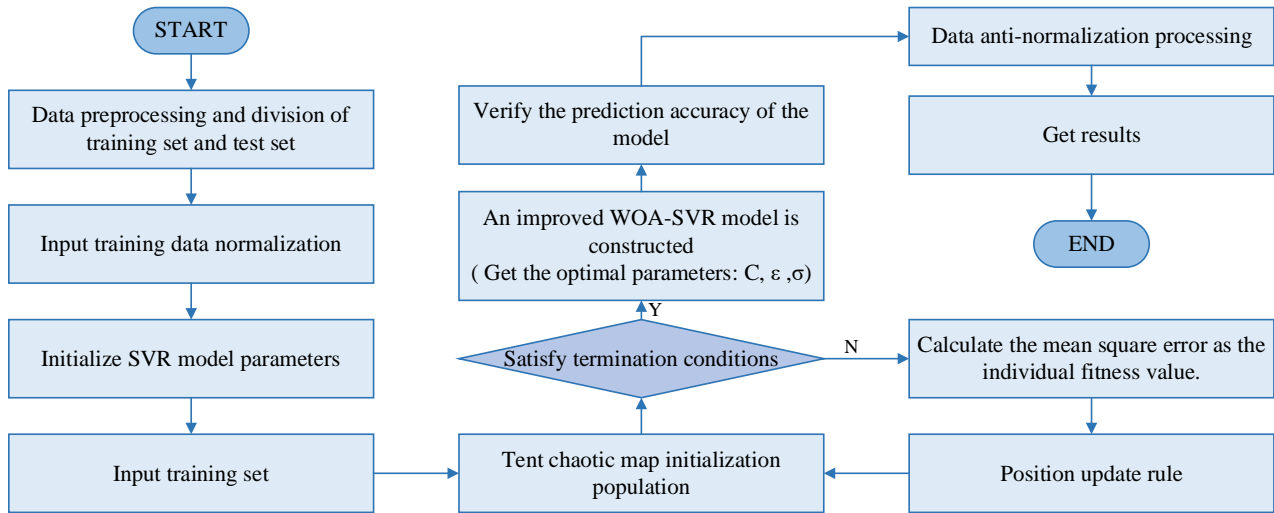 START
Data preprocessing and division of
training set and test set
Input training data normalization
Initialize SVR model parameters
Input training set
Tent chaotic map initialization
population
Satisfy termination conditions
Y
N
An improved WOA-SVR model is
constructed
( Get the optimal parameters: C, ε ,σ)
Verify the prediction accuracy of the
model
Data anti-normalization processing
Get results
END
Calculate the mean square error as the
individual fitness value.
Position update rule